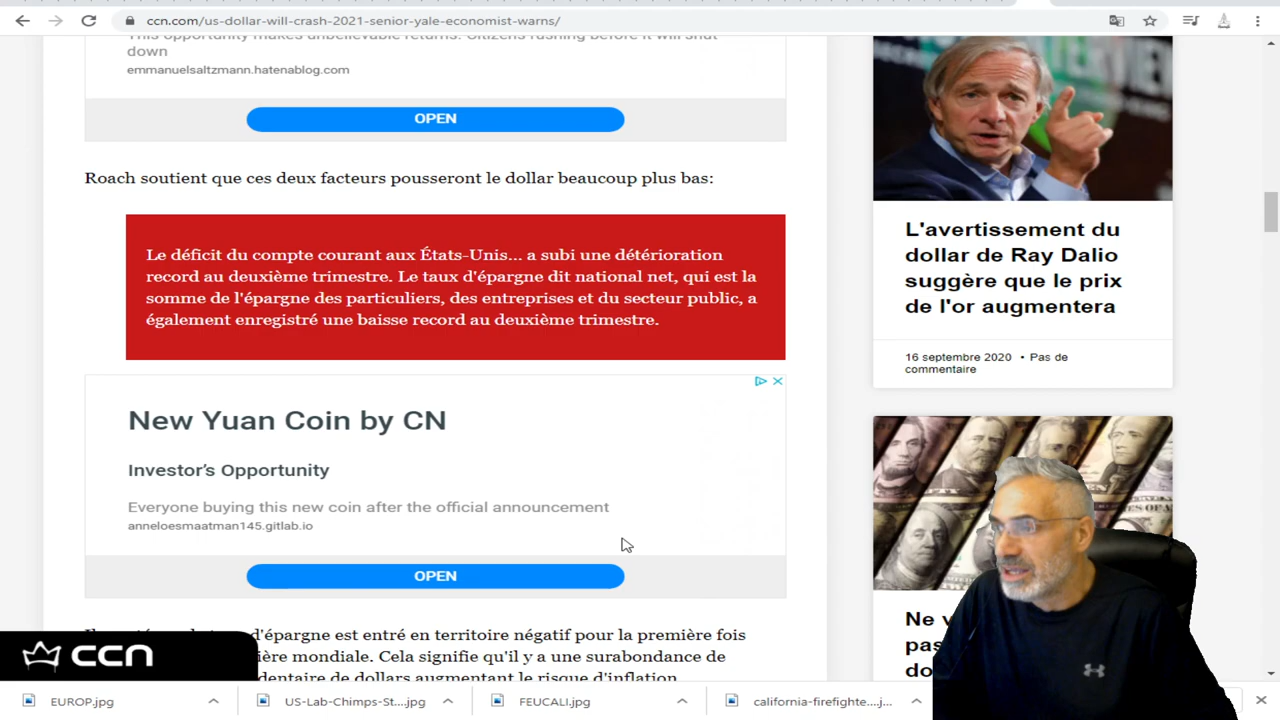 ccn.com/us-dollar-will-crash-2021-senior-yale-economist-warns/
This opportunity makes unbelievable returns. Citizens rushing before it will shut
down
emmanuelsaltzmann.hatenablog.com
OPEN
Roach soutient que ces deux facteurs pousseront le dollar beaucoup plus bas:
Le déficit du compte courant aux États-Unis... a subi une détérioration
record au deuxième trimestre. Le taux d'épargne dit national net, qui est la
somme de l'épargne des particuliers, des entreprises et du secteur public, a
également enregistré une baisse record au deuxième trimestre.
New Yuan Coin by CN
Investor's Opportunity
Everyone buying this new coin after the official announcement
anneloesmaatman145.gitlab.io
OPEN
d'épargne est entré en territoire négatif pour la première fois
mondiale. Cela signifie qu'il y a une surabondance de
de dollars augmentant le risque d'inflation
ccn
L'avertissement du
dollar de Ray Dalio
suggère que le prix
de l'or augmentera
16 septembre 2020 • Pas de
commentaire
Ne
EUROP.jpg
US-Lab-Chimps-St....jpg
FEUCALI.jpg
california-firefighte....j...